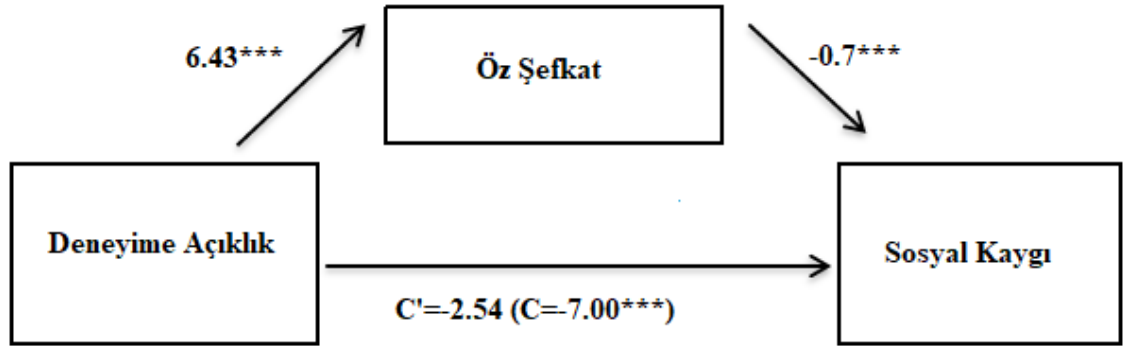 6.43***
Öz Şefkat
-0.7***
Deneyime Açıklık
Sosyal Kaygı
C'=-2.54 (C=-7.00***)